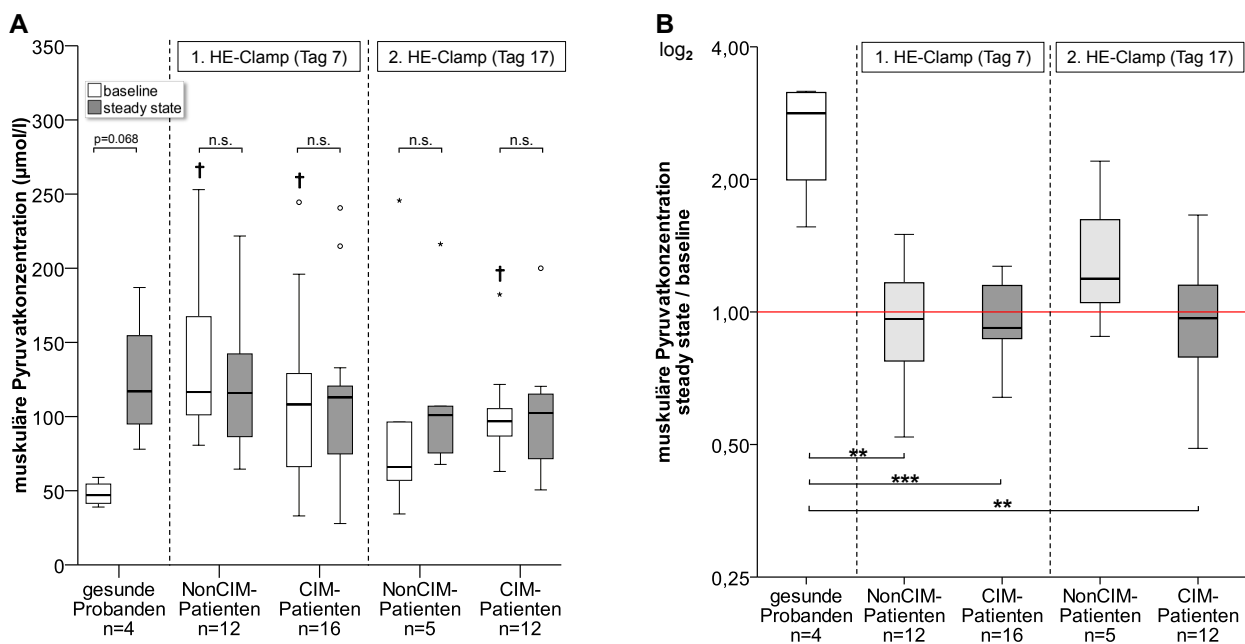 A
muskuläre Pyruvatkonzentration (µmol/l)
350
300
250
200
150
100
50
0
1. HE-Clamp (Tag 7)
2. HE-Clamp (Tag 17)
baseline
steady state
p=0.068
n.s.
n.s.
n.s.
n.s.
†
†
*
*
†
*
gesunde
Probanden
n=4
NonCIM-
Patienten
n=12
CIM-
Patienten
n=16
NonCIM-
Patienten
n=5
CIM-
Patienten
n=12
B
log₂
muskuläre Pyruvatkonzentration
steady state / baseline
4,00
2,00
1,00
0,50
0,25
1. HE-Clamp (Tag 7)
2. HE-Clamp (Tag 17)
**
***
**
gesunde
Probanden
n=4
NonCIM-
Patienten
n=12
CIM-
Patienten
n=16
NonCIM-
Patienten
n=5
CIM-
Patienten
n=12